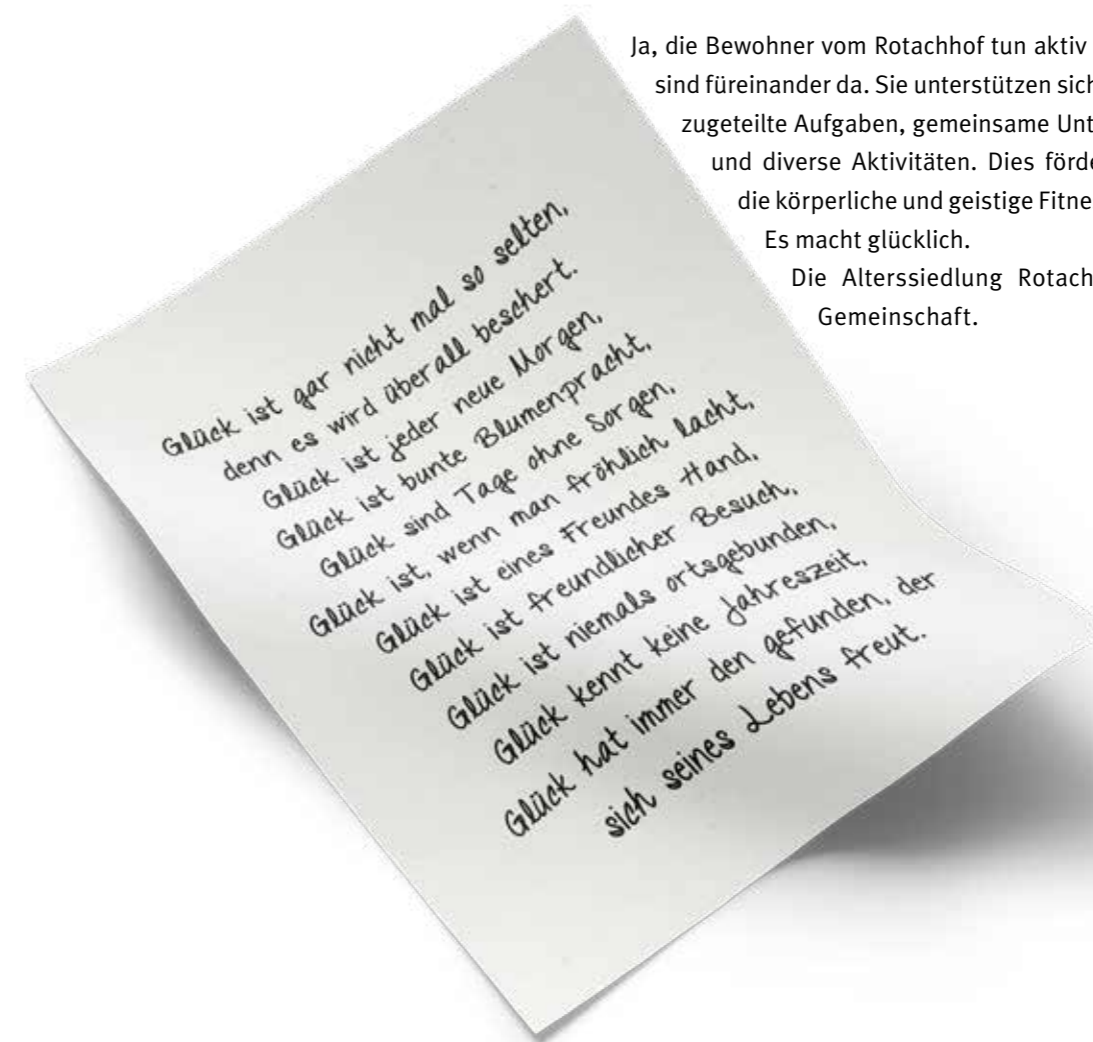 Ja, die Bewohner vom Rotachhof tun aktiv
sind füreinander da. Sie unterstützen sich
zugeteilte Aufgaben, gemeinsame Unt
und diverse Aktivitäten. Dies förde
die körperliche und geistige Fitne
Es macht glücklich.
Die Alterssiedlung Rotach
Gemeinschaft.
Glück ist gar nicht mal so selten,
denn es wird überall beschert.
Glück ist jeder neue Morgen,
Glück ist bunte Blumenpracht,
Glück sind Tage ohne Sorgen,
Glück ist, wenn man fröhlich lacht,
Glück ist eines Freundes Hand,
Glück ist freundlicher Besuch,
Glück ist niemals ortsgebunden,
Glück kennt keine Jahreszeit,
Glück hat immer den gefunden, der
sich seines Lebens freut.